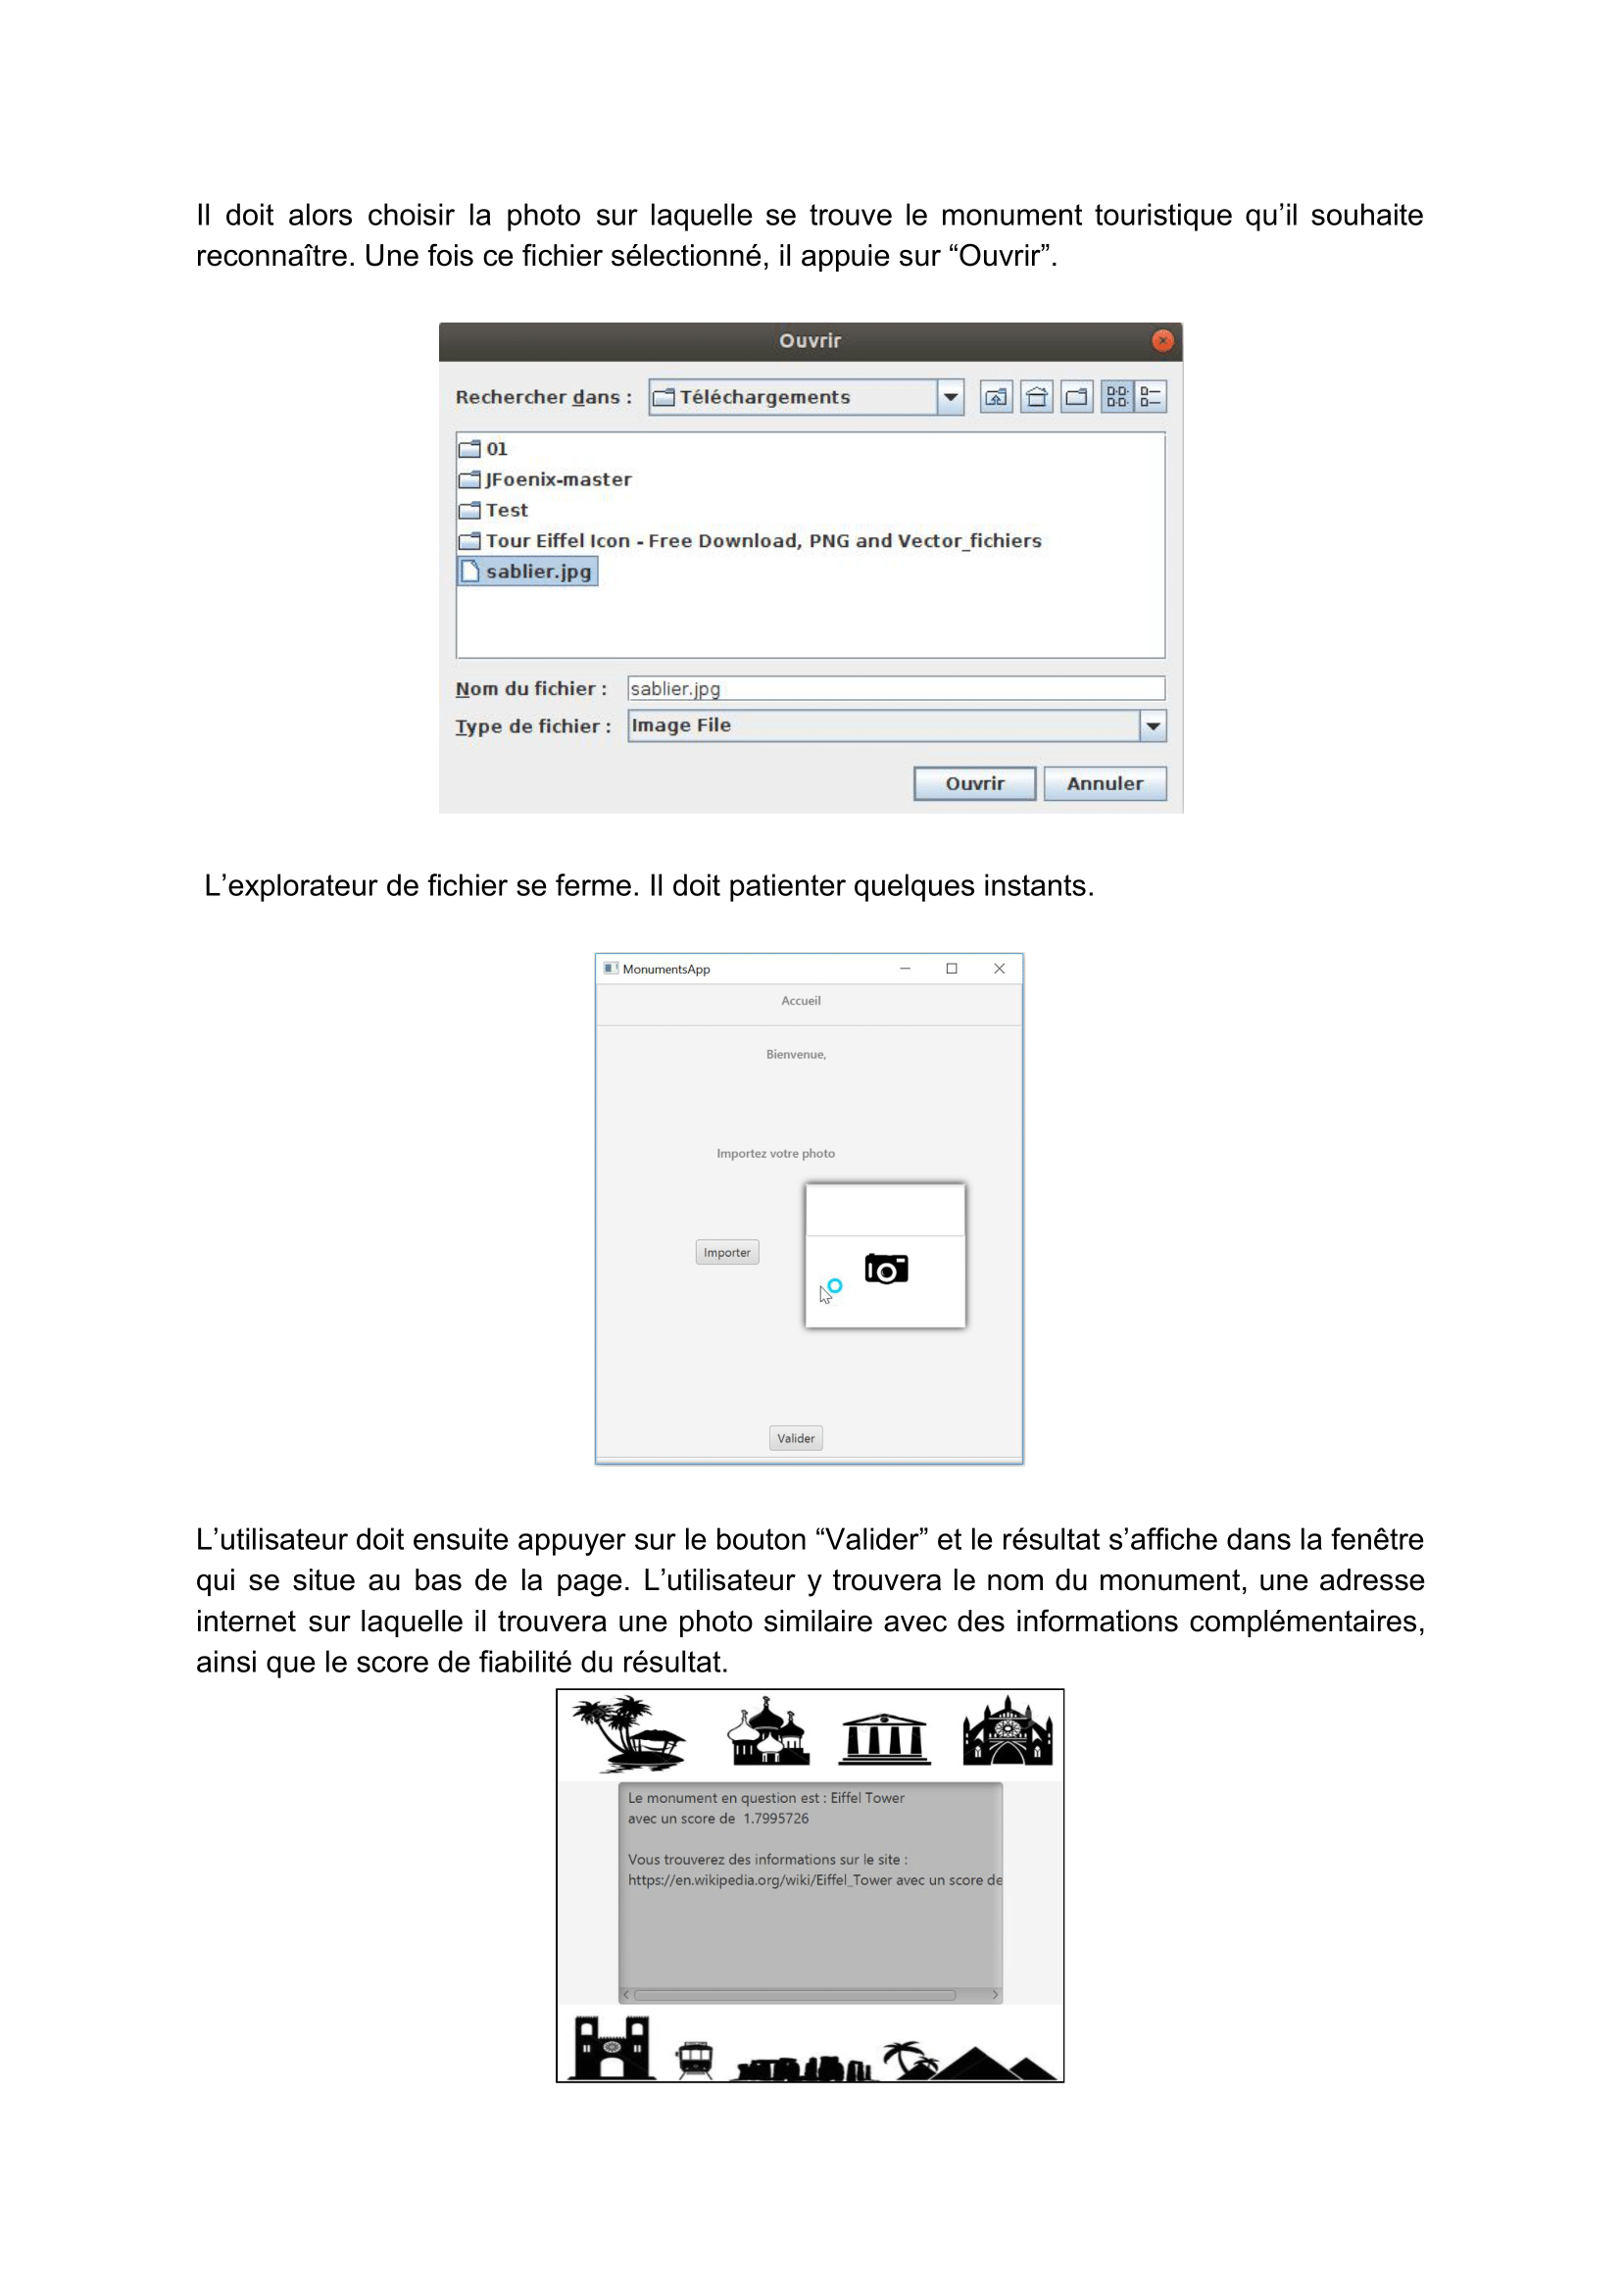 Il doit alors choisir la photo sur laquelle se trouve le monument touristique qu’il souhaite
reconnaître. Une fois ce fichier sélectionné, il appuie sur “Ouvrir”.
Ouvrir
Rechercher dans : Téléchargements
01
JFoenix-master
Test
Tour Eiffel Icon - Free Download, PNG and Vector_fichiers
sablier.jpg
Nom du fichier : sablier.jpg
Type de fichier : Image File
Ouvrir Annuler
L’explorateur de fichier se ferme. Il doit patienter quelques instants.
MonumentsApp
Accueil
Bienvenue,
Importez votre photo
Importer
Valider
L’utilisateur doit ensuite appuyer sur le bouton “Valider” et le résultat s’affiche dans la fenêtre
qui se situe au bas de la page. L’utilisateur y trouvera le nom du monument, une adresse
internet sur laquelle il trouvera une photo similaire avec des informations complémentaires,
ainsi que le score de fiabilité du résultat.
Le monument en question est : Eiffel Tower
avec un score de 1.7995726
Vous trouverez des informations sur le site :
https://en.wikipedia.org/wiki/Eiffel_Tower avec un score de